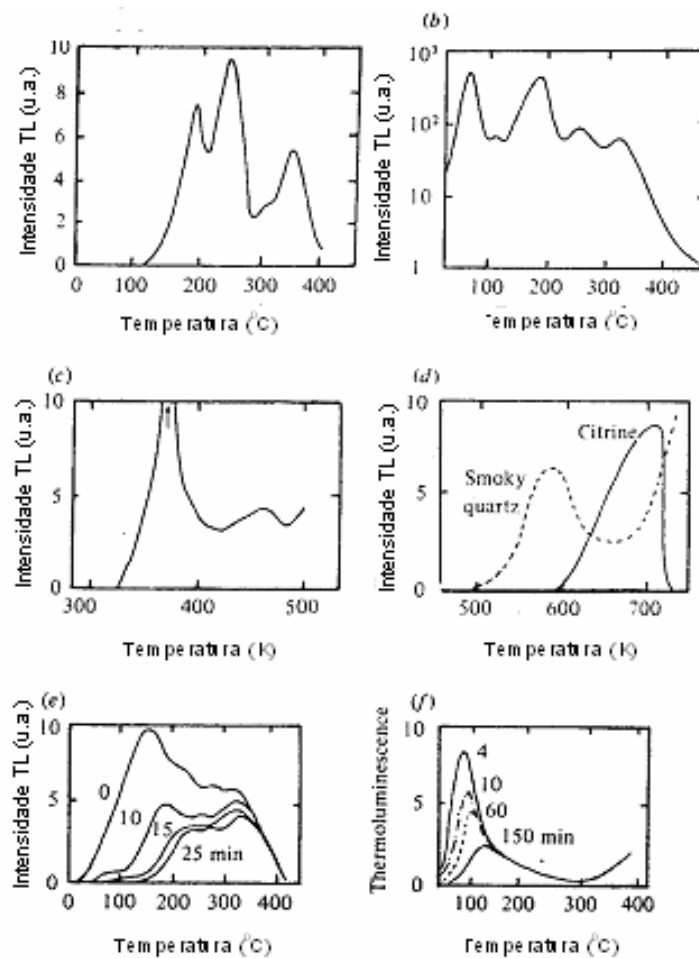 10
8
6
4
2
0
Intensidade TL (u.a.)
0 100 200 300 400
Temperatura (°C)
(b)
10³
10²
10
1
Intensidade TL (u.a.)
100 200 300 400
Temperatura (°C)
(c)
10
5
0
Intensidade TL (u.a.)
300 400 500
Temperatura (K)
(d)
10
5
0
Intensidade TL (u.a.)
Citrine
Smoky
quartz
500 600 700
Temperatura (K)
(e)
10
5
0
Intensidade TL (u.a.)
0
10
15
25 min
0 100 200 300 400
Temperatura (°C)
(f)
10
5
0
Thermoluminescence
4
10
60
150 min
100 300 400
Temperatura (°C)